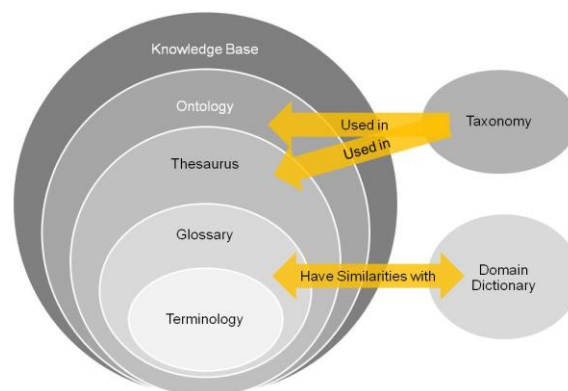 Knowledge Base
Ontology
Used in
Taxonomy
Used in
Thesaurus
Glossary
Have Similarities with
Domain
Dictionary
Terminology